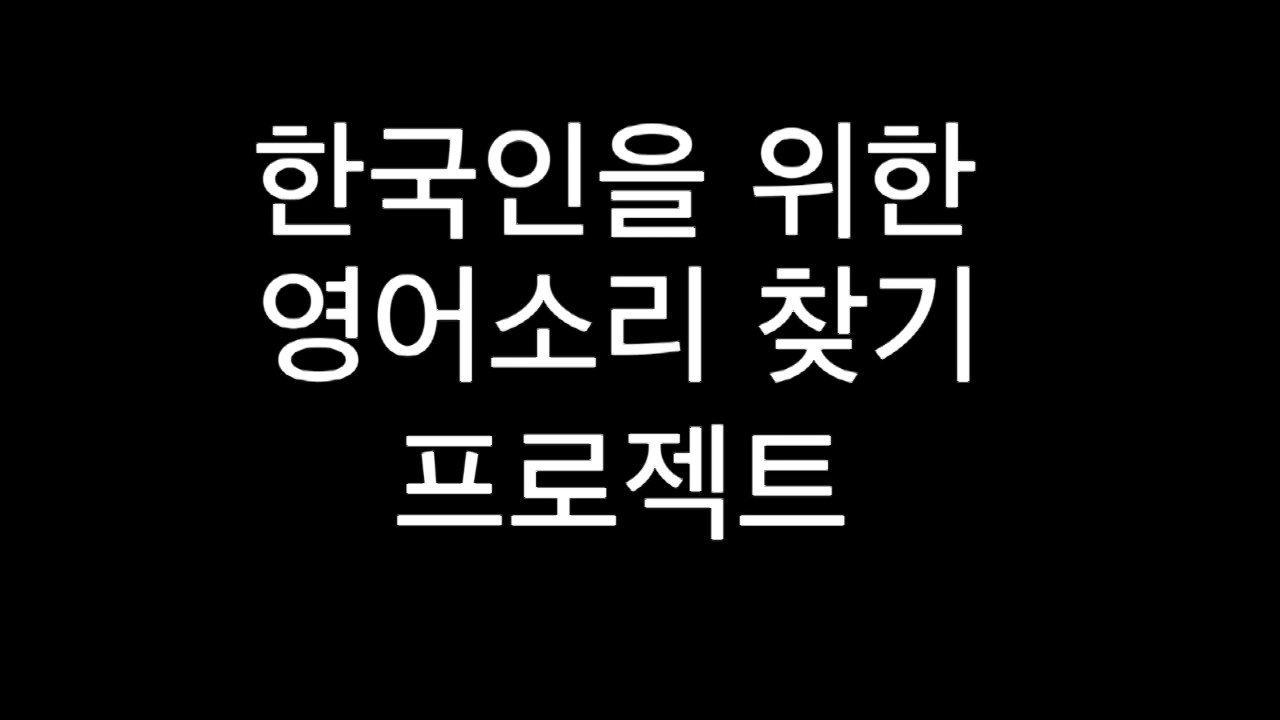 한국인을 위한
영어소리 찾기
프로젝트